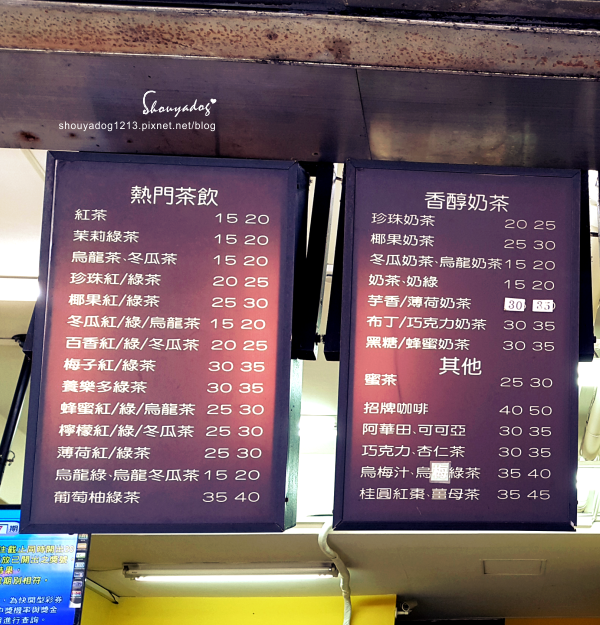 Shouyadog
shouyadog1213.pixnet.net/blog
熱門茶飲
紅茶 15 20
茉莉綠茶 15 20
烏龍茶、冬瓜茶 15 20
珍珠紅/綠茶 20 25
椰果紅/綠茶 25 30
冬瓜紅/綠/烏龍茶 15 20
百香紅/綠/冬瓜茶 20 25
梅子紅/綠茶 30 35
養樂多綠茶 30 35
蜂蜜紅/綠/烏龍茶 25 30
檸檬紅/綠/冬瓜茶 25 30
薄荷紅/綠茶 25 30
烏龍綠、烏龍冬瓜茶 15 20
葡萄柚綠茶 35 40
香醇奶茶
珍珠奶茶 20 25
椰果奶茶 25 30
冬瓜奶茶、烏龍奶茶 15 20
奶茶、奶綠 15 20
芋香/薄荷奶茶 30 35
布丁/巧克力奶茶 30 35
黑糖/蜂蜜奶茶 30 35
其他
蜜茶 25 30
招牌咖啡 40 50
阿華田、可可亞 30 35
巧克力、杏仁茶 30 35
烏梅汁、烏梅綠茶 35 40
桂圓紅棗、薑母茶 35 45